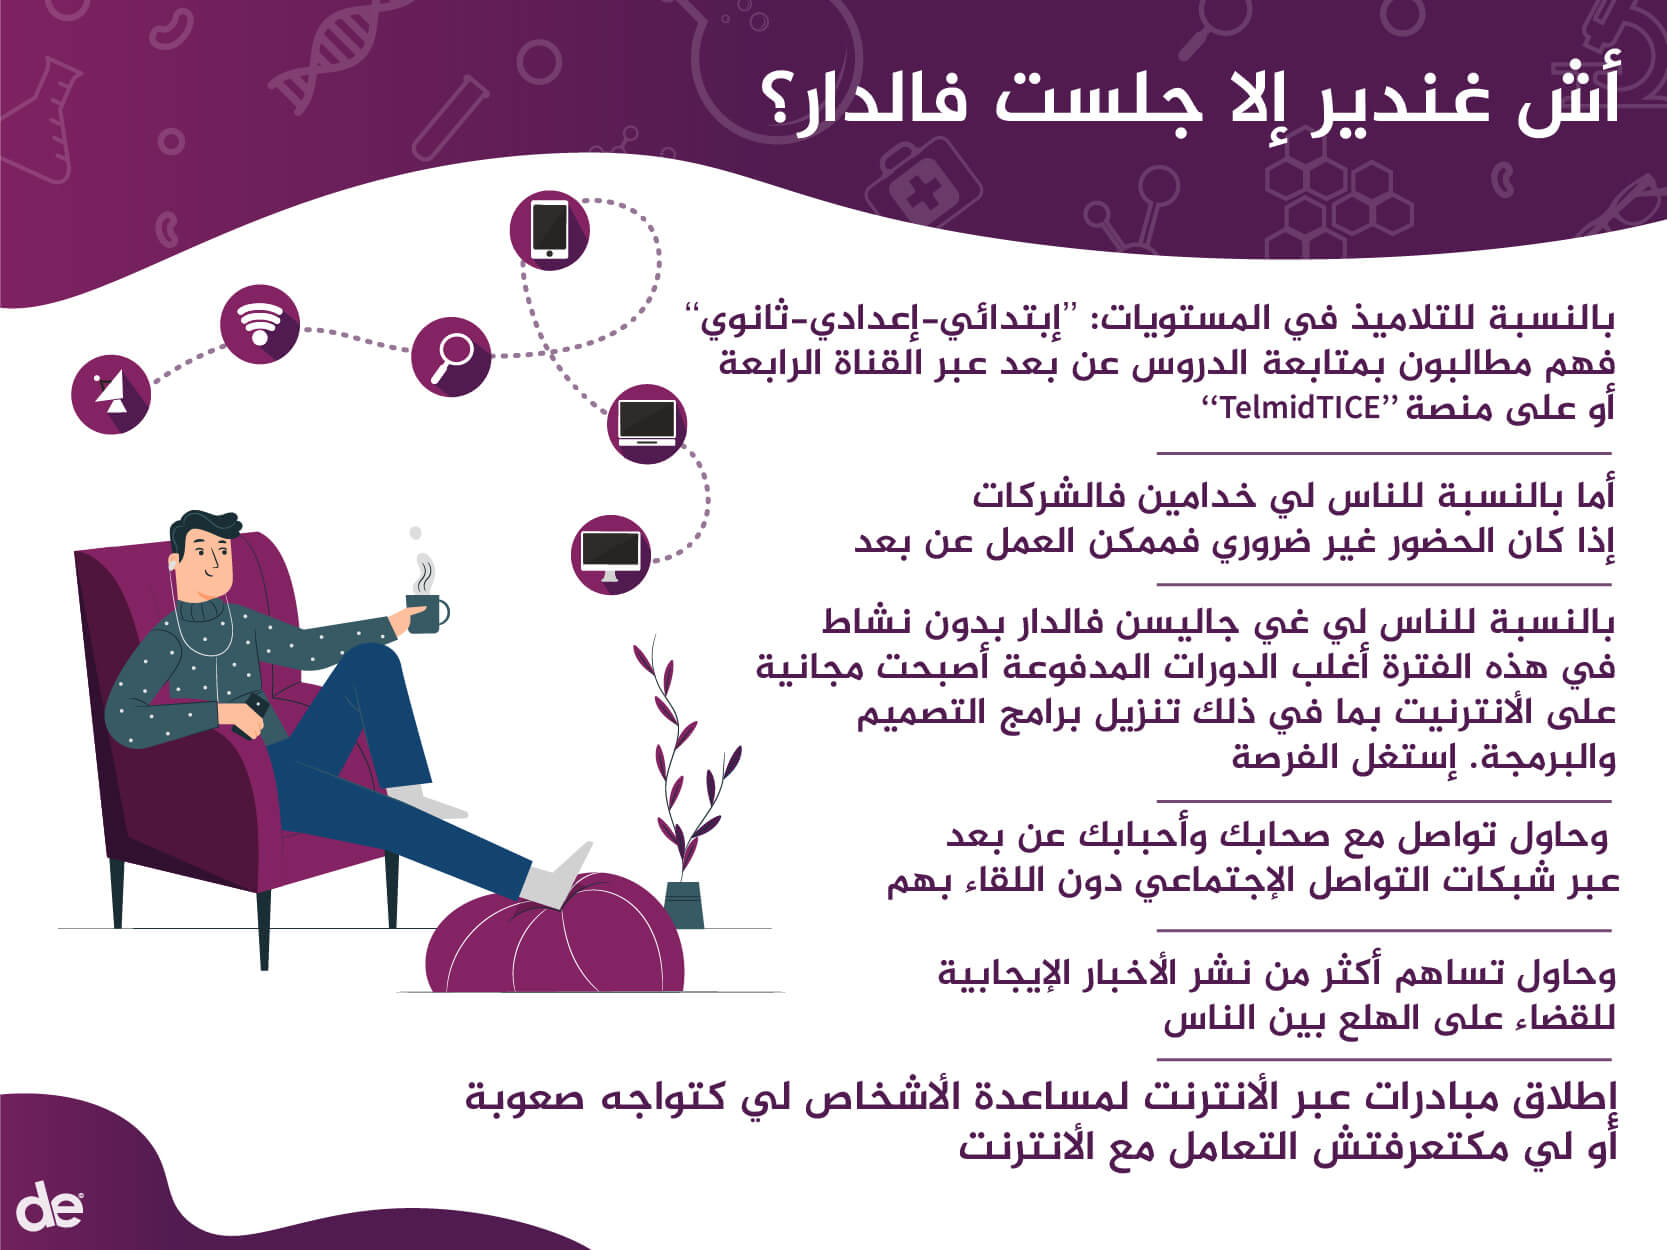 أش غندير إلا جلست فالدار؟
بالنسبة للتلاميذ في المستويات: ”إبتدائي-إعدادي-ثانوي“
فهم مطالبون بمتابعة الدروس عن بعد عبر القناة الرابعة
أو على منصة ”TelmidTICE“
أما بالنسبة للناس لي خدامين فالشركات
إذا كان الحضور غير ضروري فممكن العمل عن بعد
بالنسبة للناس لي غي جاليسن فالدار بدون نشاط
في هذه الفترة أغلب الدورات المدفوعة أصبحت مجانية
على الأنترنيت بما في ذلك تنزيل برامج التصميم
والبرمجة. إستغل الفرصة
وحاول تواصل مع صحابك وأحبابك عن بعد
عبر شبكات التواصل الإجتماعي دون اللقاء بهم
وحاول تساهم أكثر من نشر الأخبار الإيجابية
للقضاء على الهلع بين الناس
إطلاق مبادرات عبر الأنترنت لمساعدة الأشخاص لي كتواجه صعوبة
أو لي مكتعرفتش التعامل مع الأنترنت
de